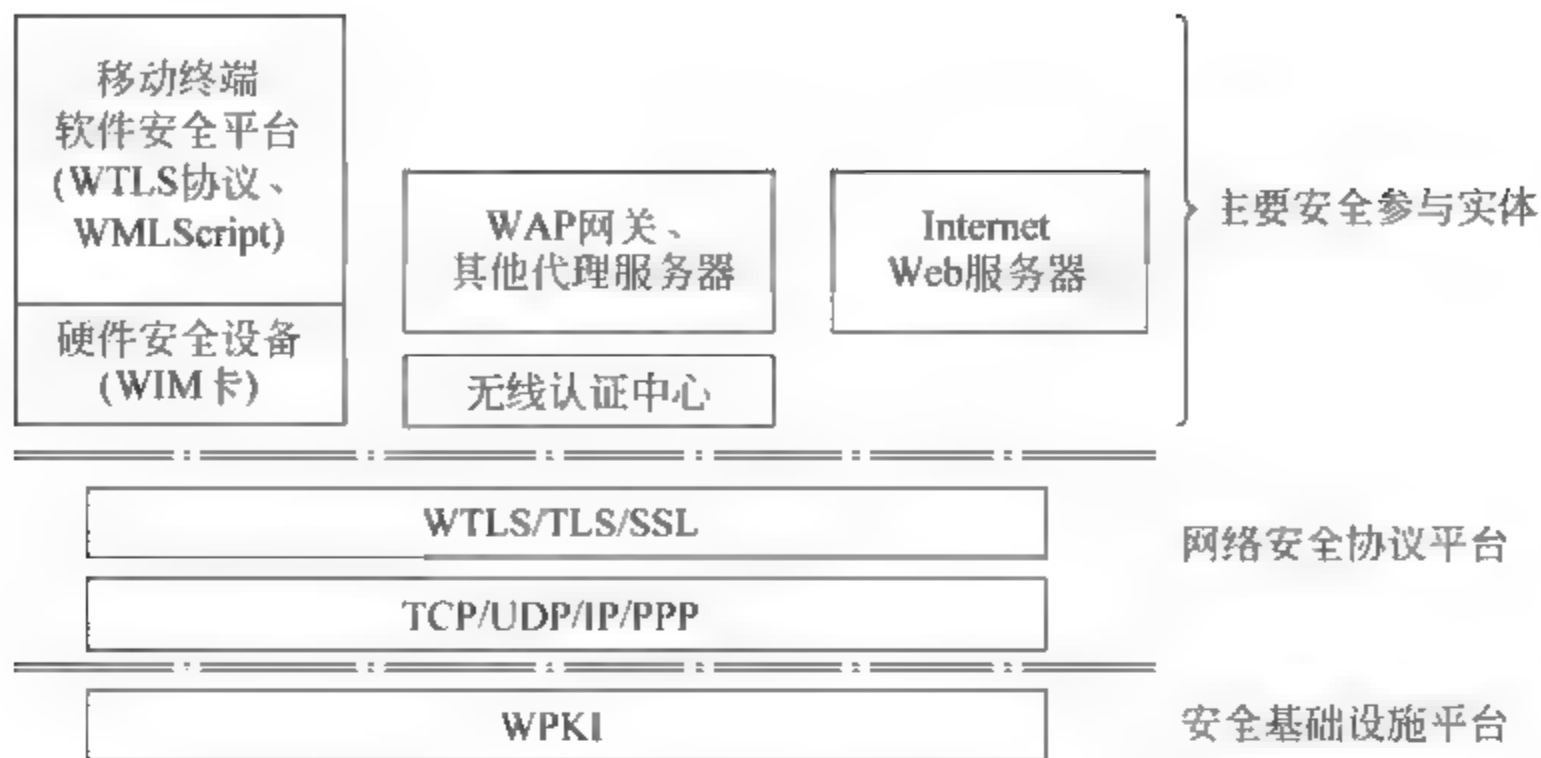 移动终端
软件安全平台
(WTLS协议、
WMLScript)
硬件安全设备
(WIM卡)
WAP网关、
其他代理服务器
无线认证中心
Internet
Web服务器
主要安全参与实体
WTLS/TLS/SSL
TCP/UDP/IP/PPP
网络安全协议平台
WPKI
安全基础设施平台